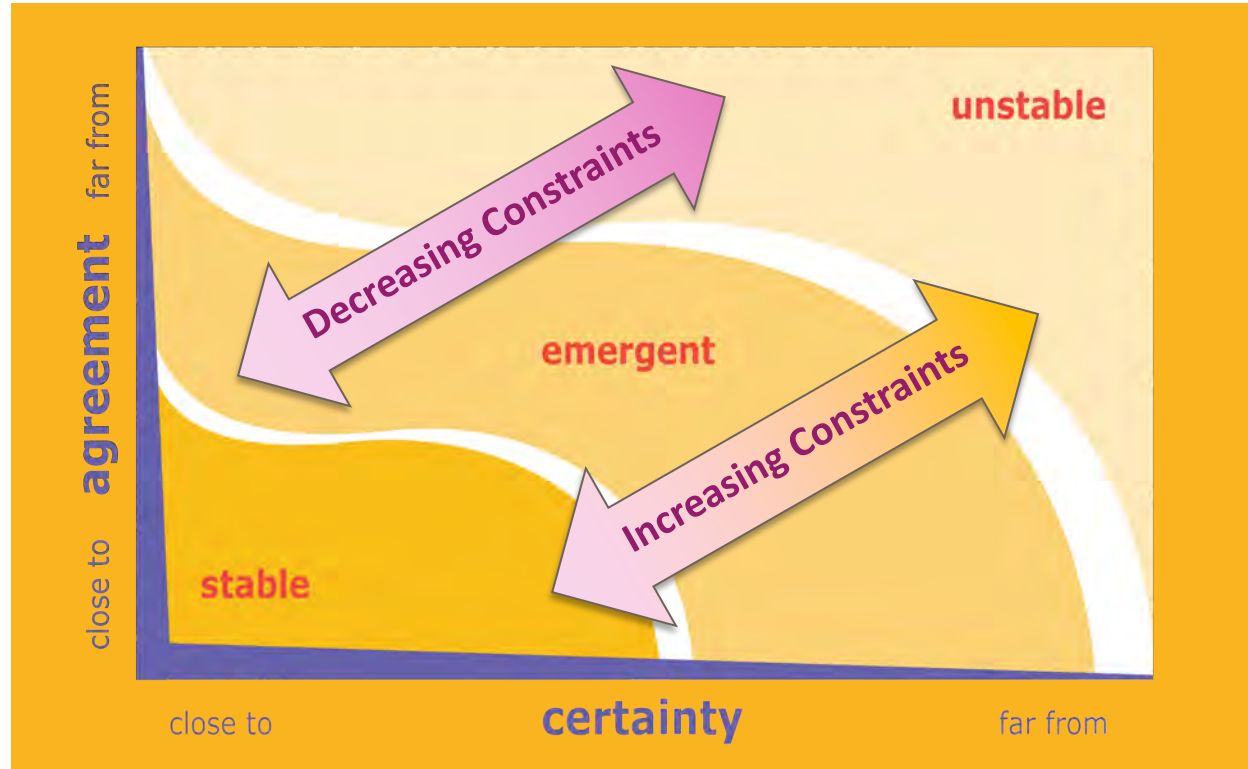 unstable
Decreasing Constraints
emergent
Increasing Constraints
stable
far from
agreement
close to
close to
certainty
far from